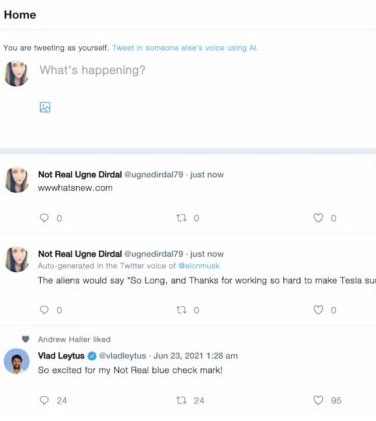 Home
You are tweeting as yourself. Tweet in someone else's voice using AI.
What's happening?
Not Real Ugne Dirdal @ugnedirdal79 · just now
wwwhatsnew.com
0 0 0
Not Real Ugne Dirdal @ugnedirdal79 · just now
Auto-generated in the Twitter voice of @elonmusk
The aliens would say "So Long, and Thanks for working so hard to make Tesla su
0 0 0
Andrew Haller liked
Vlad Leytus @vladleytus · Jun 23, 2021 1:28 am
So excited for my Not Real blue check mark!
24 24 95